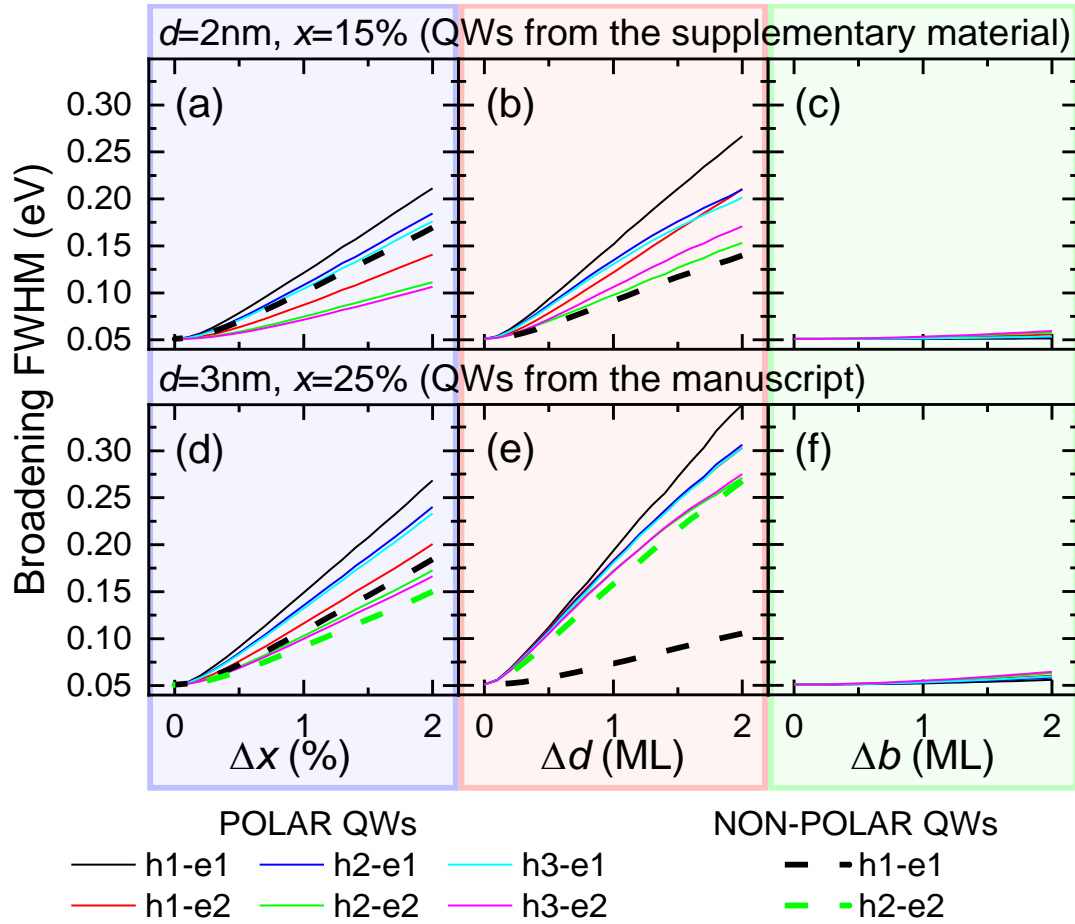 d=2nm, x=15% (QWs from the supplementary material)
(a) (b) (c)
0.30
0.25
0.20
0.15
0.10
0.05
Broadening FWHM (eV)
d=3nm, x=25% (QWs from the manuscript)
(d) (e) (f)
0.30
0.25
0.20
0.15
0.10
0.05
0 1 2 0 1 2 0 1 2
Δx (%) Δd (ML) Δb (ML)
POLAR QWs NON-POLAR QWs
h1-e1 h2-e1 h3-e1 h1-e1
h1-e2 h2-e2 h3-e2 h2-e2